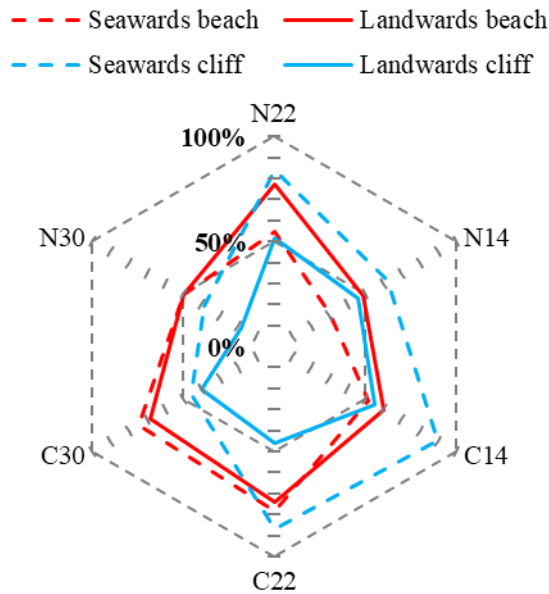 Seawards beach Landwards beach
Seawards cliff Landwards cliff
N22
100%
N30 N14
50%
0%
C30 C14
C22